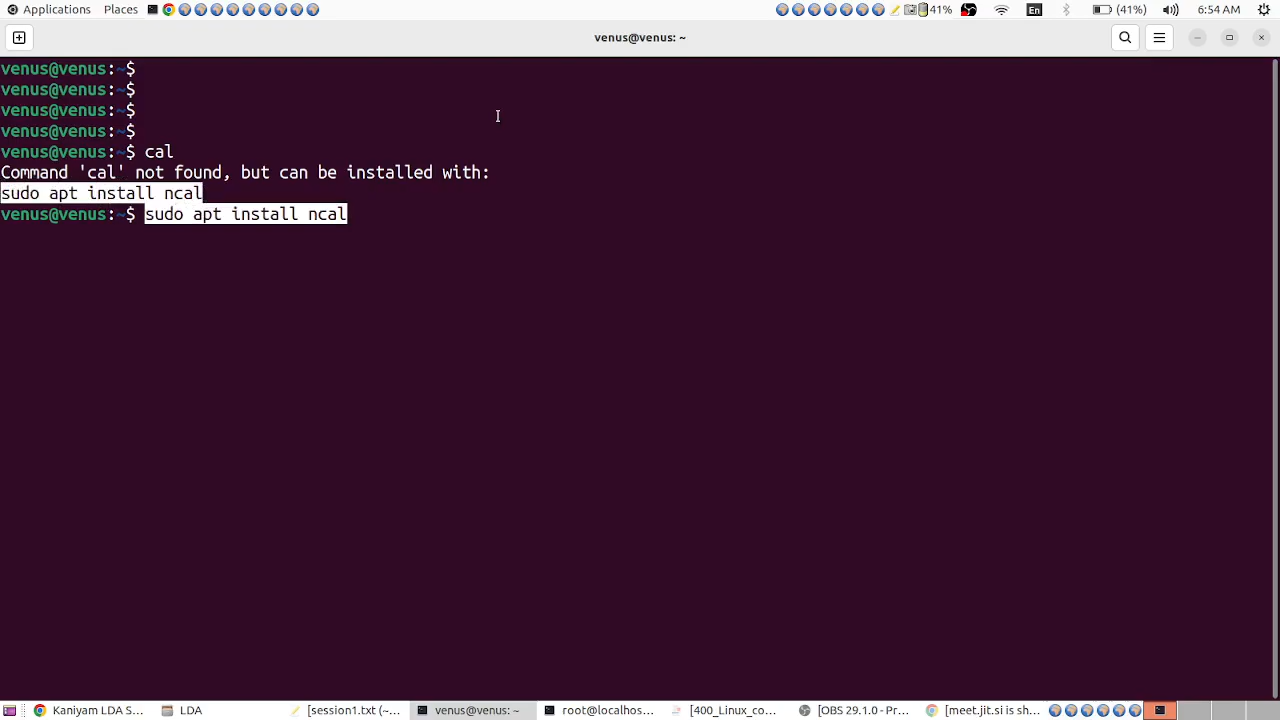 Applications Places 41% En (41%) 6:54 AM
venus@venus: ~
venus@venus:~$
venus@venus:~$
venus@venus:~$
venus@venus:~$
venus@venus:~$ cal
Command 'cal' not found, but can be installed with:
sudo apt install ncal
venus@venus:~$ sudo apt install ncal
Kaniyam LDA S... LDA [session1.txt (~... venus@venus: ~ root@localhos... [400_Linux_co... [OBS 29.1.0 - Pr... [meet.jit.si is sh...